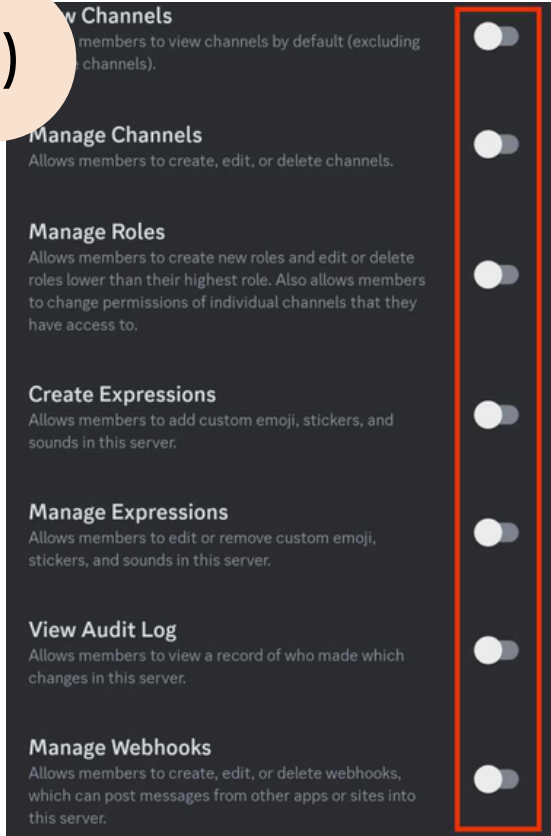 )
w Channels
members to view channels by default (excluding
channels).
Manage Channels
Allows members to create, edit, or delete channels.
Manage Roles
Allows members to create new roles and edit or delete
roles lower than their highest role. Also allows members
to change permissions of individual channels that they
have access to.
Create Expressions
Allows members to add custom emoji, stickers, and
sounds in this server.
Manage Expressions
Allows members to edit or remove custom emoji,
stickers, and sounds in this server.
View Audit Log
Allows members to view a record of who made which
changes in this server.
Manage Webhooks
Allows members to create, edit, or delete webhooks,
which can post messages from other apps or sites into
this server.